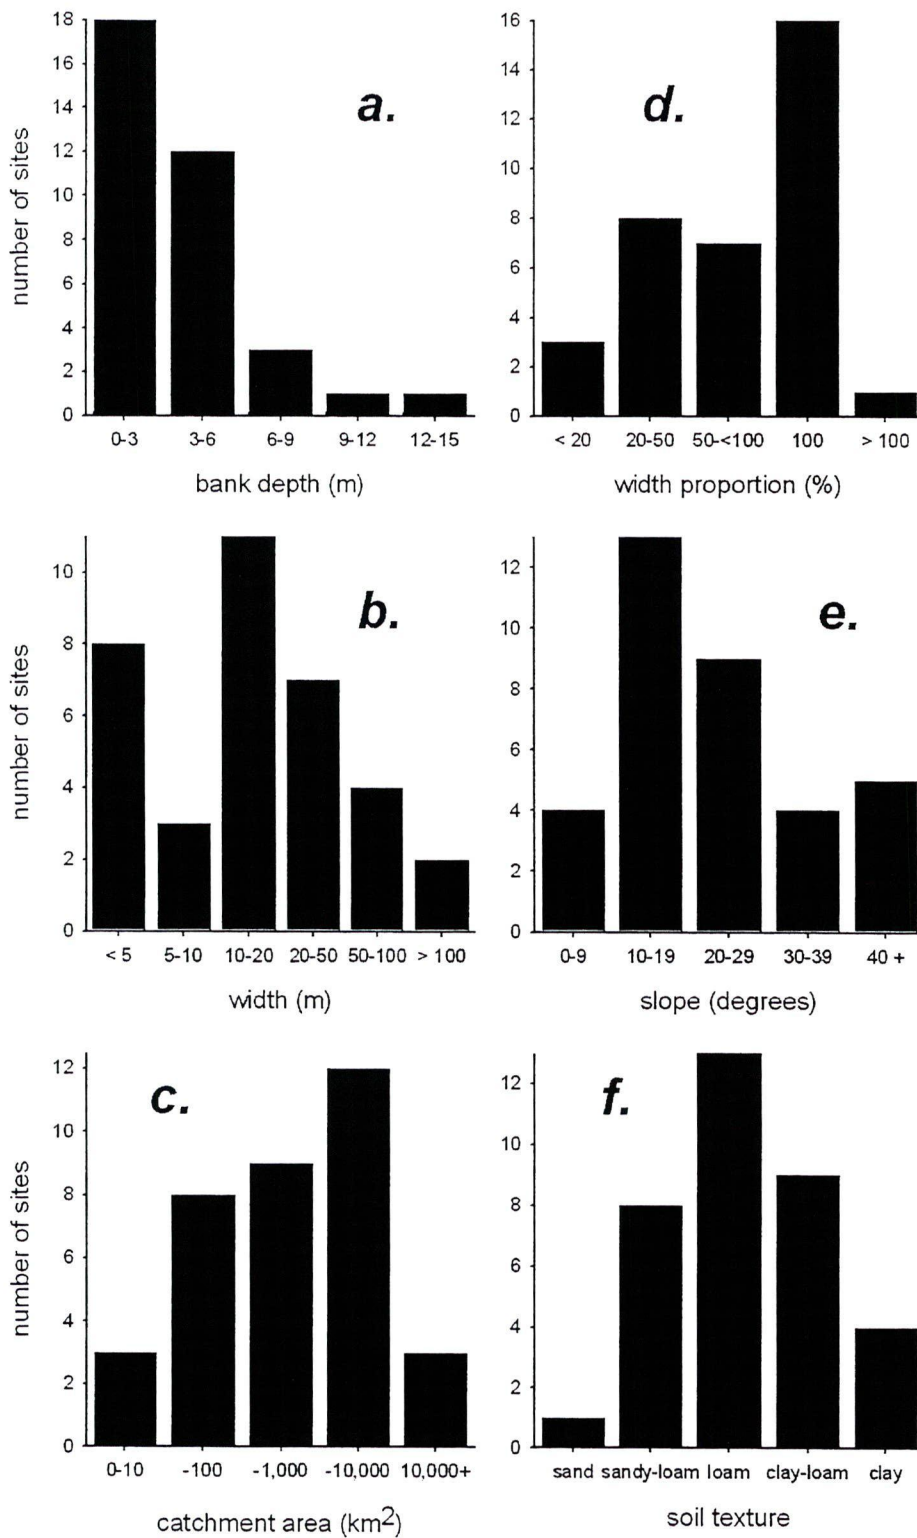 18
16
14
12
10
8
6
4
2
0
number of sites
a.
0-3 3-6 6-9 9-12 12-15
bank depth (m)
16
14
12
10
8
6
4
2
0
d.
< 20 20-50 50-<100 100 > 100
width proportion (%)
10
8
6
4
2
0
number of sites
b.
< 5 5-10 10-20 20-50 50-100 > 100
width (m)
12
10
8
6
4
2
0
e.
0-9 10-19 20-29 30-39 40 +
slope (degrees)
12
10
8
6
4
2
0
number of sites
c.
0-10 -100 -1,000 -10,000 10,000+
catchment area (km²)
12
10
8
6
4
2
0
f.
sand sandy-loam loam clay-loam clay
soil texture